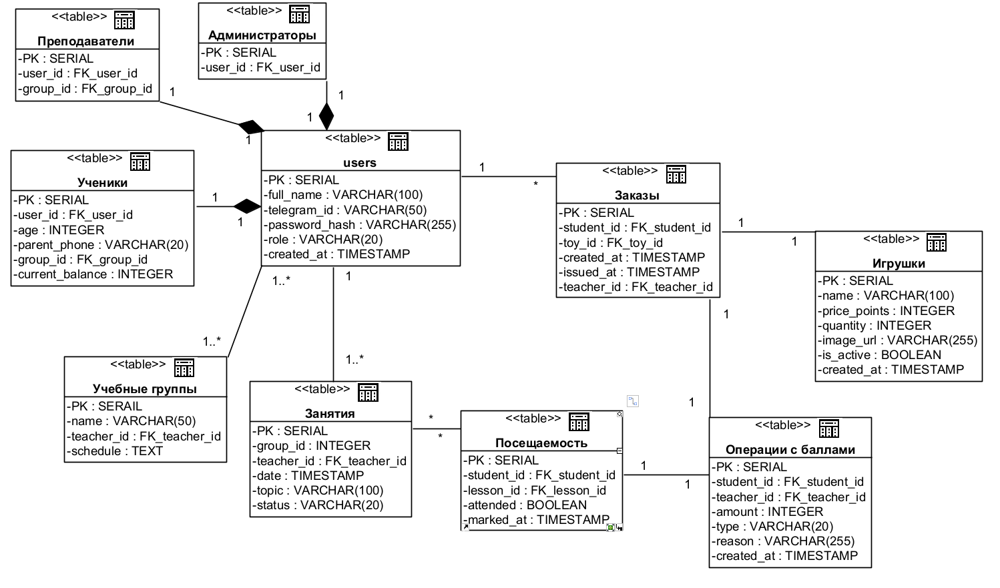 <<table>>
Преподаватели
-PK : SERIAL
-user_id : FK_user_id
-group_id : FK_group_id
<<table>>
Администраторы
-PK : SERIAL
-user_id : FK_user_id
1
1
1
1
<<table>>
Ученики
-PK : SERIAL
-user_id : FK_user_id
-age : INTEGER
-parent_phone : VARCHAR(20)
-group_id : FK_group_id
-current_balance : INTEGER
1
1
<<table>>
users
-PK : SERIAL
-full_name : VARCHAR(100)
-telegram_id : VARCHAR(50)
-password_hash : VARCHAR(255)
-role : VARCHAR(20)
-created_at : TIMESTAMP
1
*
<<table>>
Заказы
-PK : SERIAL
-student_id : FK_student_id
-toy_id : FK_toy_id
-created_at : TIMESTAMP
-issued_at : TIMESTAMP
-teacher_id : FK_teacher_id
1
1
<<table>>
Игрушки
-PK : SERIAL
-name : VARCHAR(100)
-price_points : INTEGER
-quantity : INTEGER
-image_url : VARCHAR(255)
-is_active : BOOLEAN
-created_at : TIMESTAMP
1..*
1
1
1..*
1..*
1
<<table>>
Учебные группы
-PK : SERAIL
-name : VARCHAR(50)
-teacher_id : FK_teacher_id
-schedule : TEXT
<<table>>
Занятия
-PK : SERIAL
-group_id : INTEGER
-teacher_id : FK_teacher_id
-date : TIMESTAMP
-topic : VARCHAR(100)
-status : VARCHAR(20)
*
*
<<table>>
Посещаемость
-PK : SERIAL
-student_id : FK_student_id
-lesson_id : FK_lesson_id
-attended : BOOLEAN
-marked_at : TIMESTAMP
1
1
<<table>>
Операции с баллами
-PK : SERIAL
-student_id : FK_student_id
-teacher_id : FK_teacher_id
-amount : INTEGER
-type : VARCHAR(20)
-reason : VARCHAR(255)
-created_at : TIMESTAMP